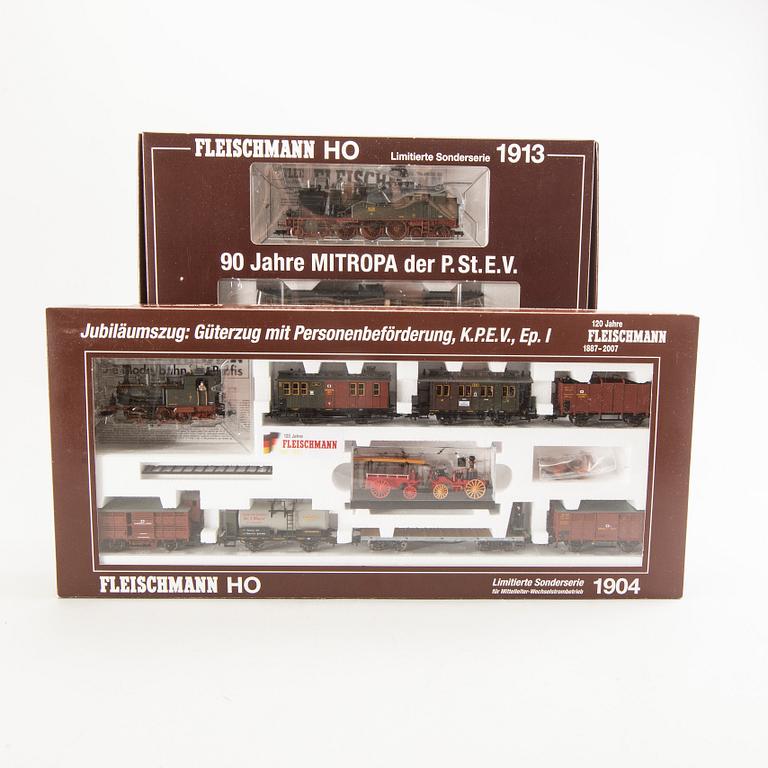 FLEISCHMANN HO
Limitierte Sonderserie 1913
90 Jahre MITROPA der P.St.E.V.
Jubiläumszug: Güterzug mit Personenbeförderung, K.P.E.V., Ep. I
120 Jahre
FLEISCHMANN
1887-2007
FLEISCHMANN
FLEISCHMANN HO
Limitierte Sonderserie
für Mittelleiter-Wechselstrombetrieb
1904